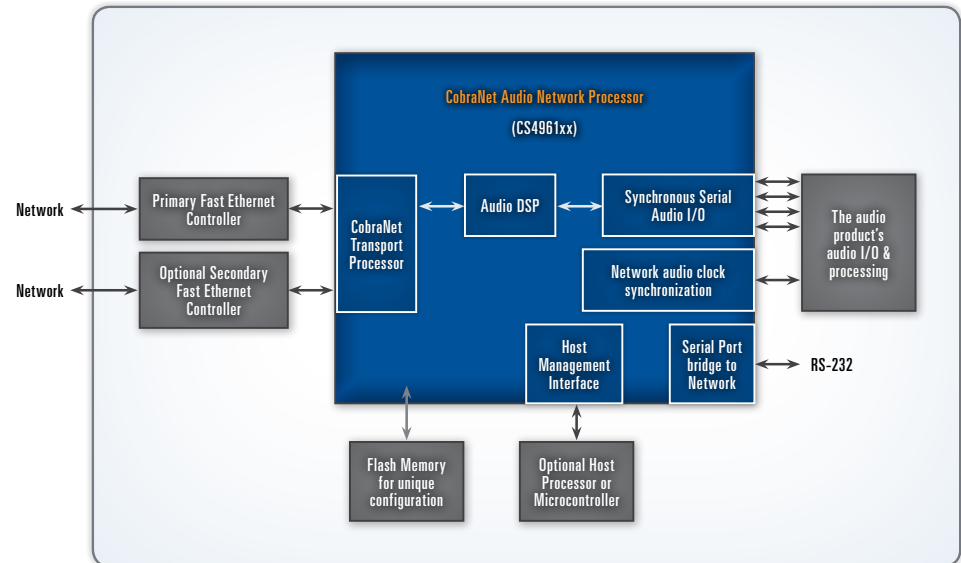 CobraNet Audio Network Processor
(CS4961xx)
Network
Primary Fast Ethernet
Controller
CobraNet
Transport
Processor
Audio DSP
Synchronous Serial
Audio I/O
The audio
product's
audio I/O &
processing
Network
Optional Secondary
Fast Ethernet
Controller
Network audio clock
synchronization
Host
Management
Interface
Serial Port
bridge to
Network
RS-232
Flash Memory
for unique
configuration
Optional Host
Processor or
Microcontroller